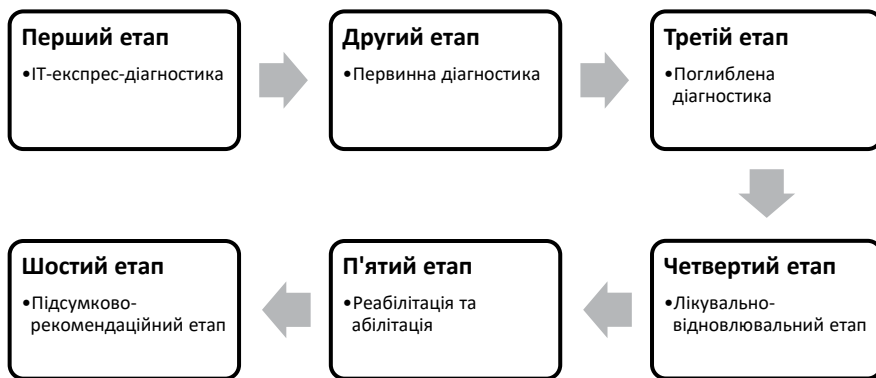 Перший етап
•ІТ-експрес-діагностика
Другий етап
•Первинна діагностика
Третій етап
•Поглиблена
діагностика
Четвертий етап
•Лікувально-
відновлювальний етап
П'ятий етап
•Реабілітація та
абілітація
Шостий етап
•Підсумково-
рекомендаційний етап